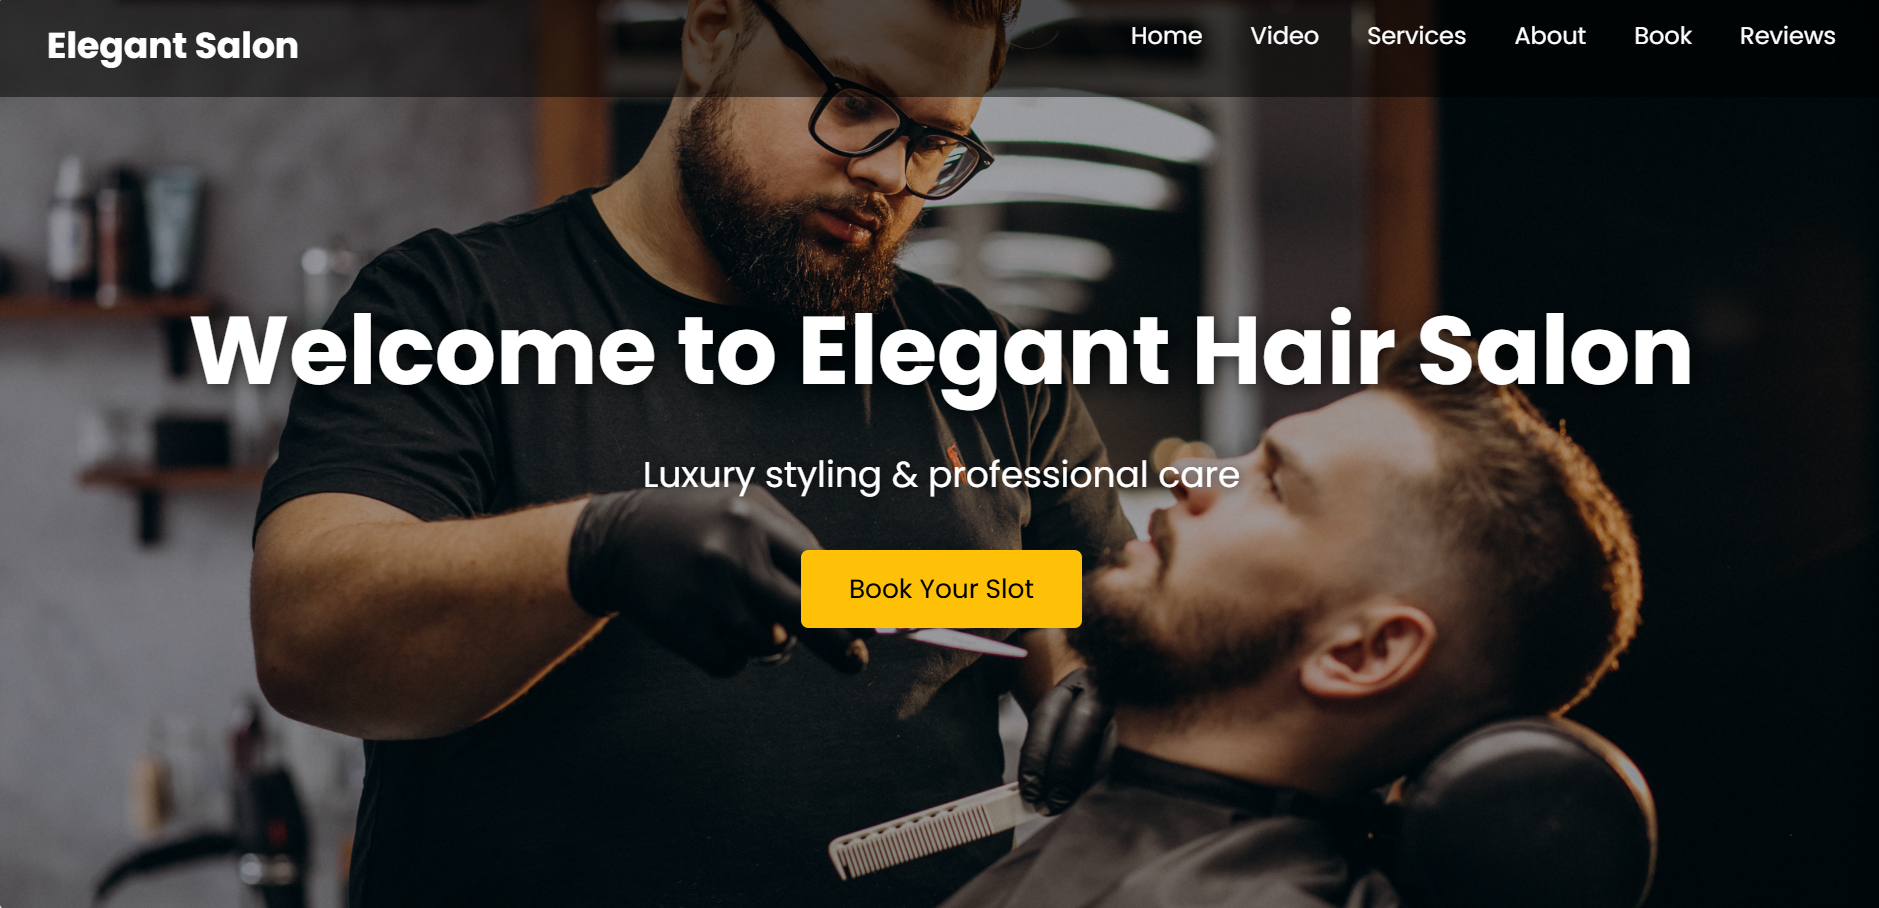 Elegant Salon
Home Video Services About Book Reviews
Welcome to Elegant Hair Salon
Luxury styling & professional care
Book Your Slot